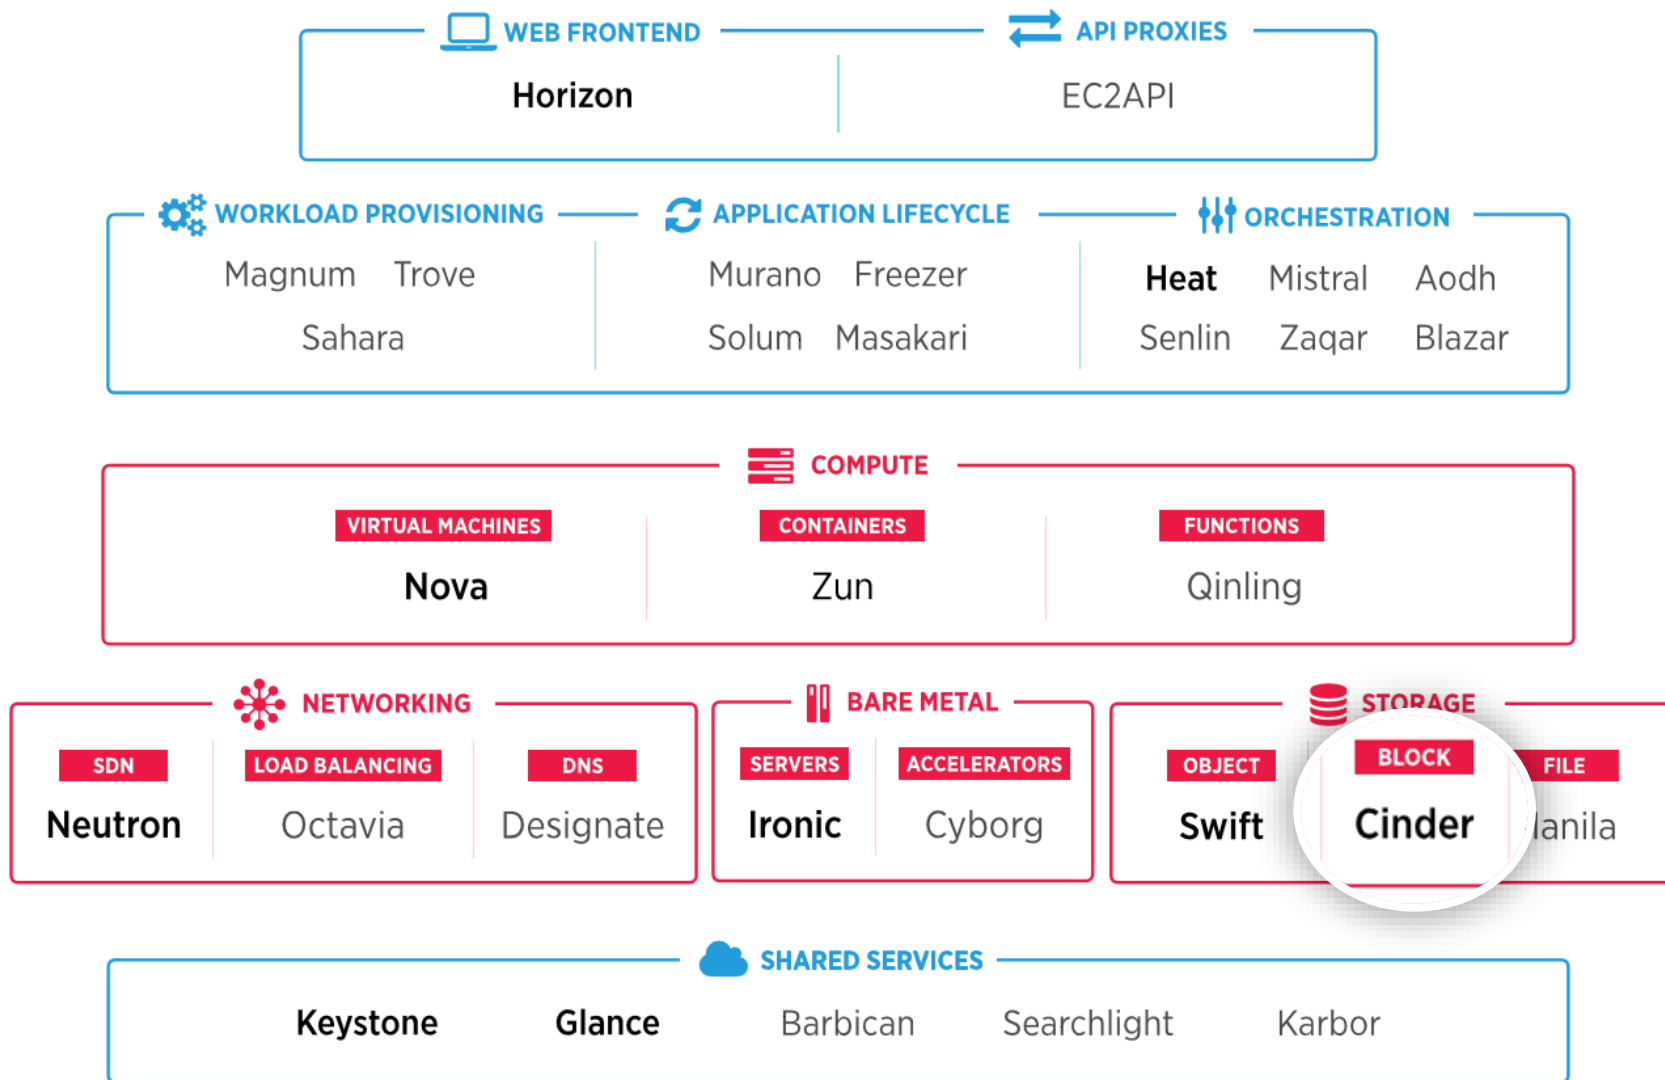 WEB FRONTEND
API PROXIES
Horizon
EC2API
WORKLOAD PROVISIONING
APPLICATION LIFECYCLE
ORCHESTRATION
Magnum Trove
Sahara
Murano Freezer
Solum Masakari
Heat Mistral Aodh
Senlin Zaqar Blazar
COMPUTE
VIRTUAL MACHINES
Nova
CONTAINERS
Zun
FUNCTIONS
Qinling
NETWORKING
SDN
Neutron
LOAD BALANCING
Octavia
DNS
Designate
BARE METAL
SERVERS
Ironic
ACCELERATORS
Cyborg
STORAGE
OBJECT
Swift
BLOCK
Cinder
FILE
SHARED SERVICES
Keystone Glance Barbican Searchlight Karbor